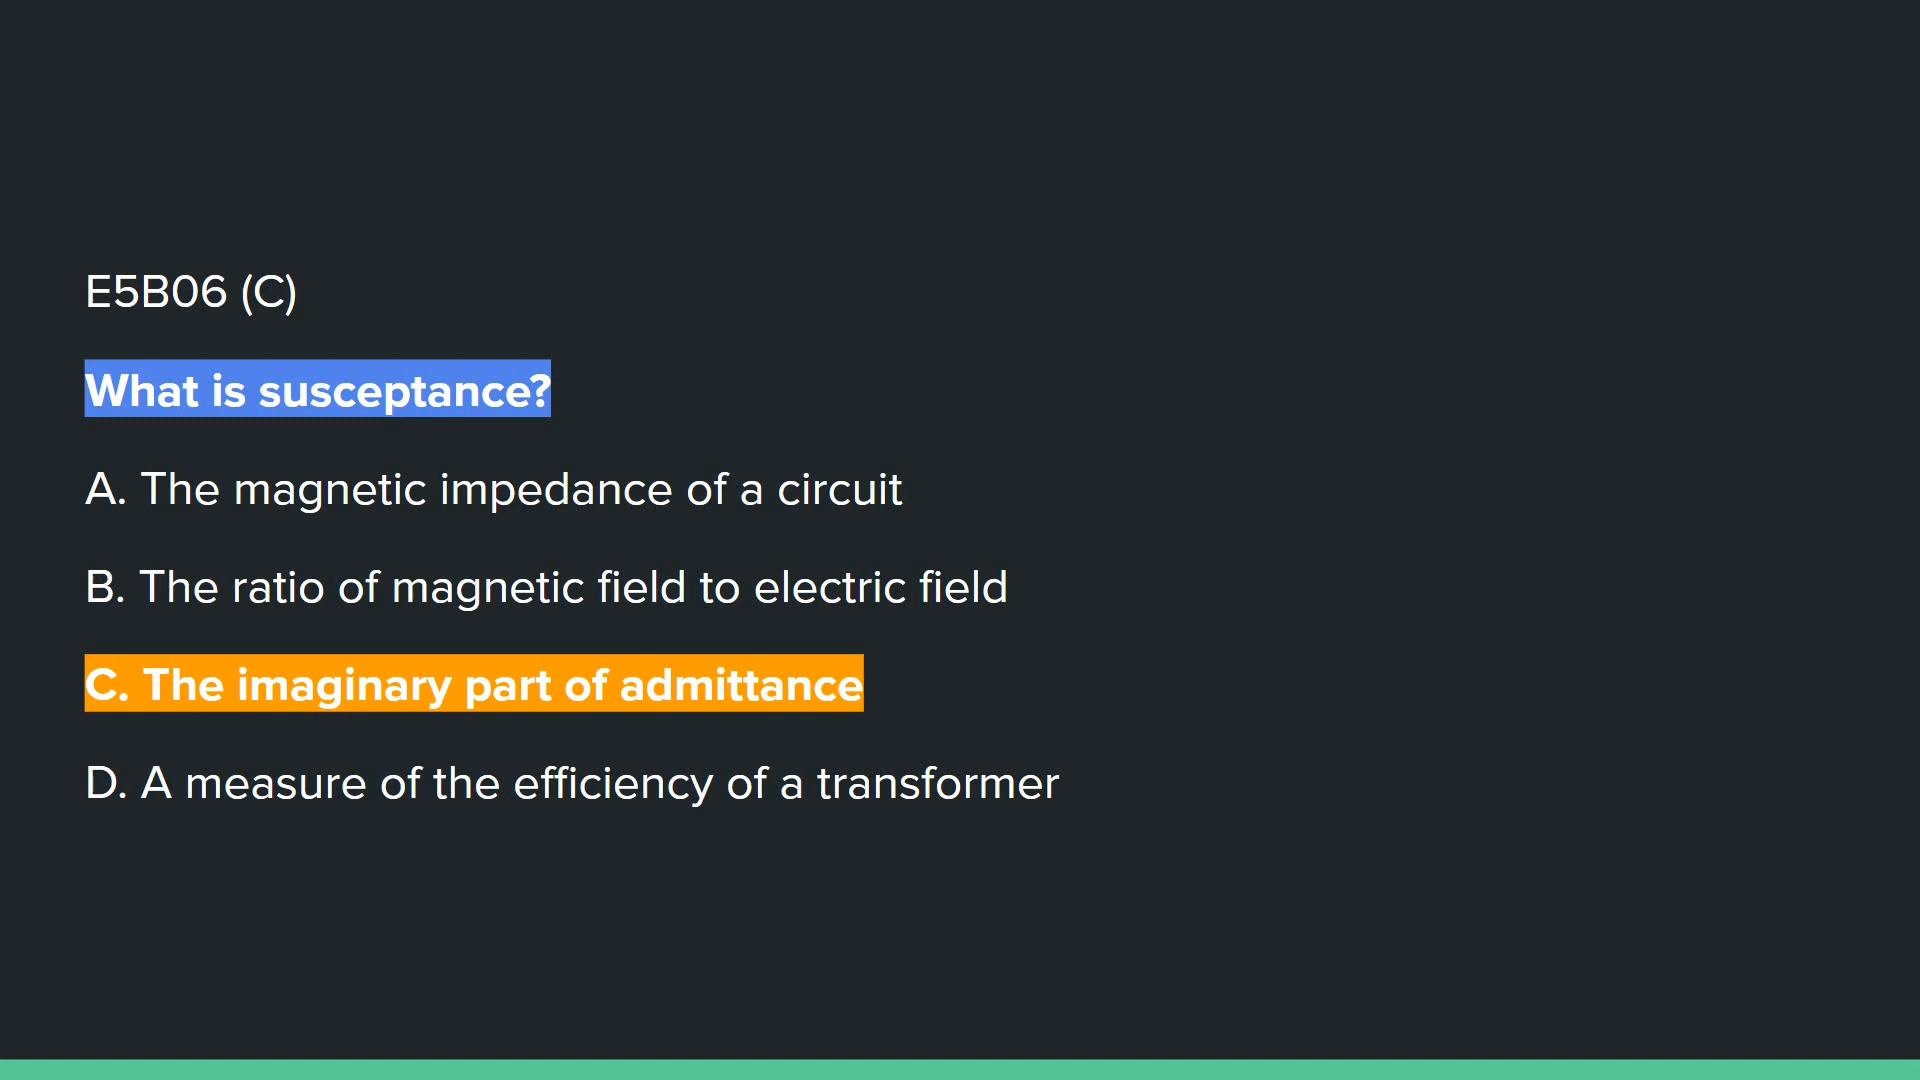 E5B06 (C)
What is susceptance?
A. The magnetic impedance of a circuit
B. The ratio of magnetic field to electric field
C. The imaginary part of admittance
D. A measure of the efficiency of a transformer